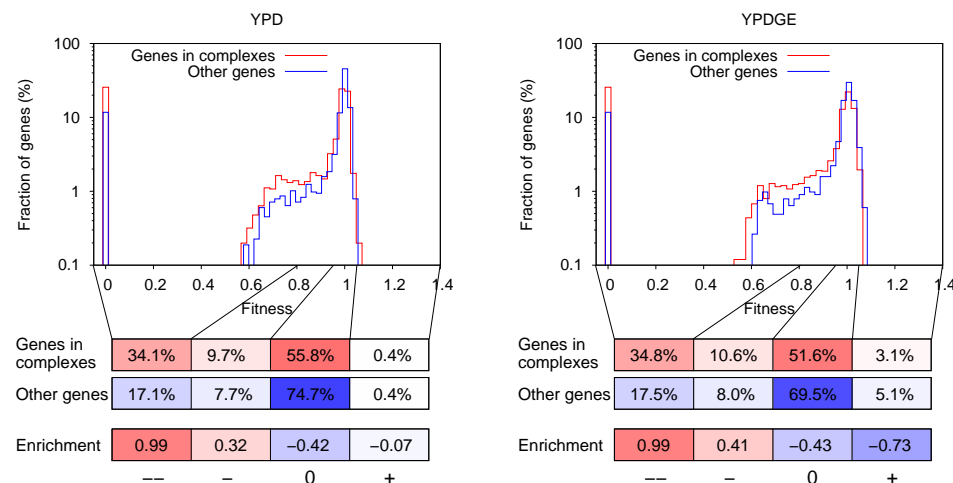 YPD
Fraction of genes (%)
100
10
1
0.1
Genes in complexes
Other genes
0 0.2 0.4 0.6 0.8 1 1.2 1.4
Fitness
Genes in
complexes
34.1% 9.7% 55.8% 0.4%
Other genes 17.1% 7.7% 74.7% 0.4%
Enrichment 0.99 0.32 −0.42 −0.07
−− − 0 +
YPDGE
Fraction of genes (%)
100
10
1
0.1
Genes in complexes
Other genes
0 0.2 0.4 0.6 0.8 1 1.2 1.4
Fitness
Genes in
complexes
34.8% 10.6% 51.6% 3.1%
Other genes 17.5% 8.0% 69.5% 5.1%
Enrichment 0.99 0.41 −0.43 −0.73
−− − 0 +